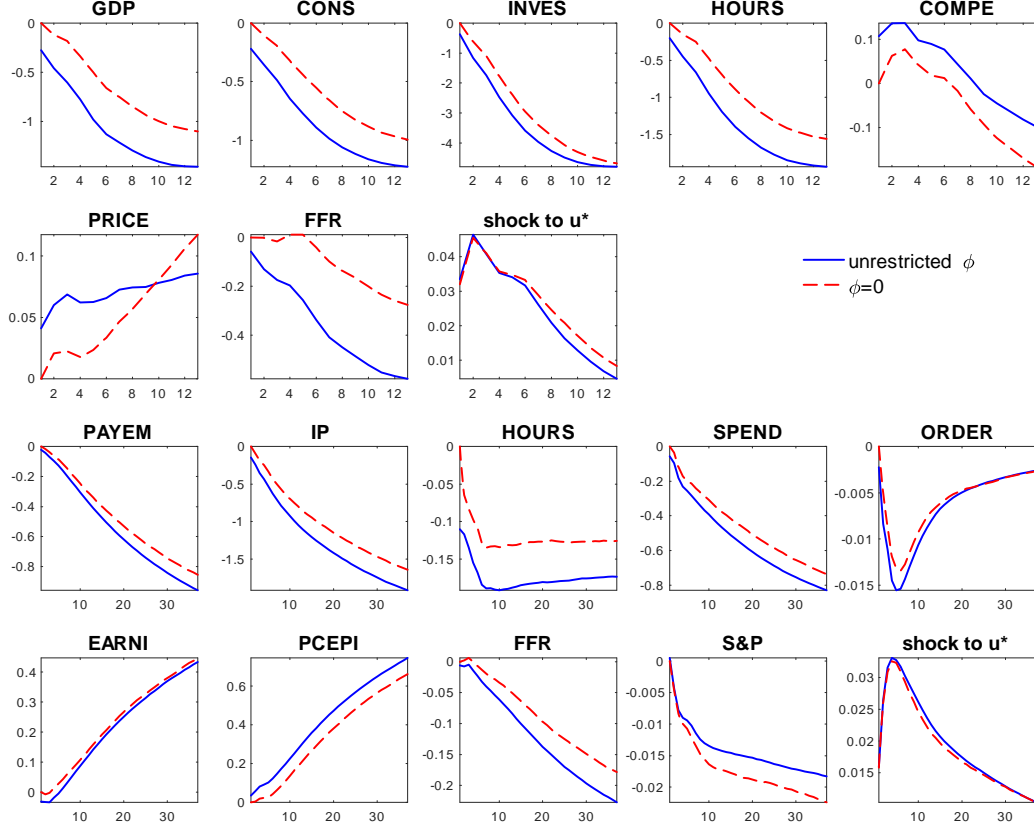 GDP CONS INVES HOURS COMPE
0 0 0 0 0.1
-0.5 -0.5 -1 -0.5 0
-1 -1 -2 -1 -0.1
-3 -1.5
-4
2 4 6 8 10 12 2 4 6 8 10 12 2 4 6 8 10 12 2 4 6 8 10 12 2 4 6 8 10 12
PRICE FFR shock to u*
0.1 0 0.04
0.05 -0.2 0.03
0 -0.4 0.02
0.01
2 4 6 8 10 12 2 4 6 8 10 12 2 4 6 8 10 12
unrestricted ϕ
ϕ=0
PAYEM IP HOURS SPEND ORDER
0 0 0 0 0
-0.2 -0.5 -0.05 -0.2 -0.005
-0.4 -1 -0.1 -0.4 -0.01
-0.6 -1.5 -0.15 -0.6 -0.015
-0.8 -0.8
10 20 30 10 20 30 10 20 30 10 20 30 10 20 30
EARNI PCEPI FFR S&P shock to u*
0.4 0.6 0 0 0.03
0.3 0.4 -0.05 -0.005 0.025
0.2 0.2 -0.1 -0.01 0.02
0.1 0 -0.15 -0.015 0.015
0 -0.2 -0.02
10 20 30 10 20 30 10 20 30 10 20 30 10 20 30